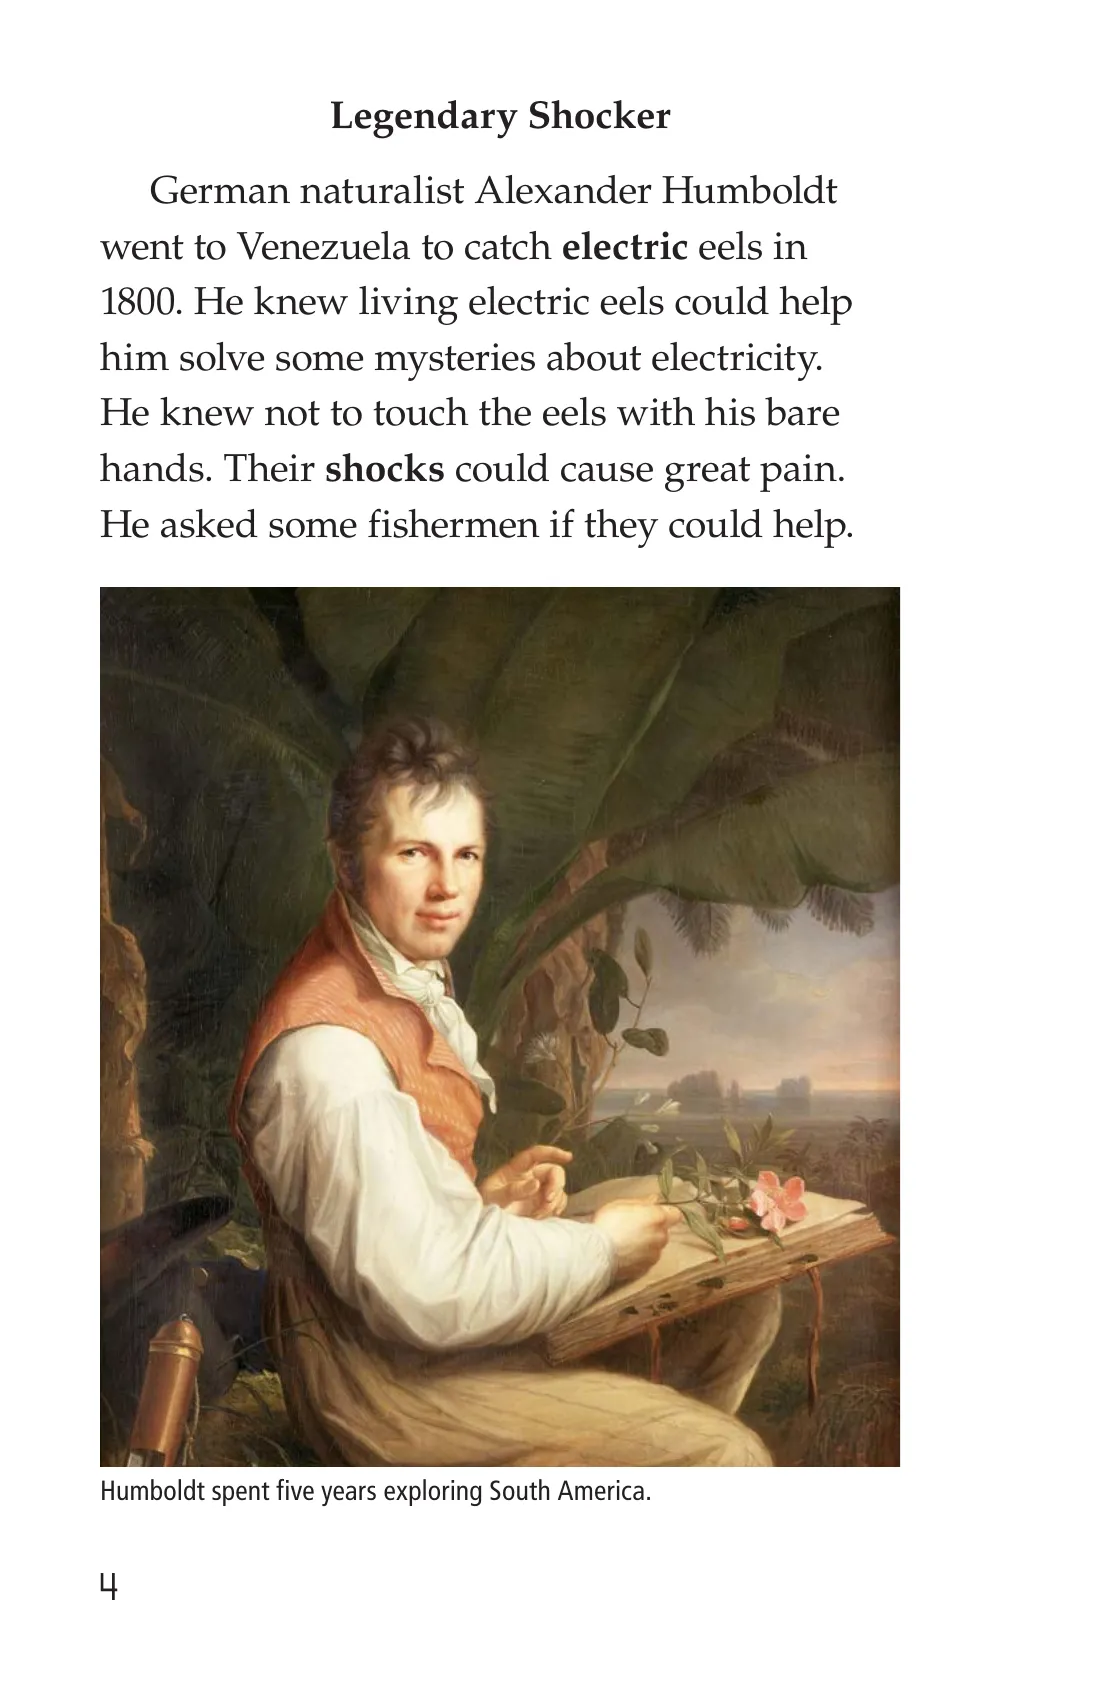 Legendary Shocker
German naturalist Alexander Humboldt
went to Venezuela to catch electric eels in
1800. He knew living electric eels could help
him solve some mysteries about electricity.
He knew not to touch the eels with his bare
hands. Their shocks could cause great pain.
He asked some fishermen if they could help.
Humboldt spent five years exploring South America.
4